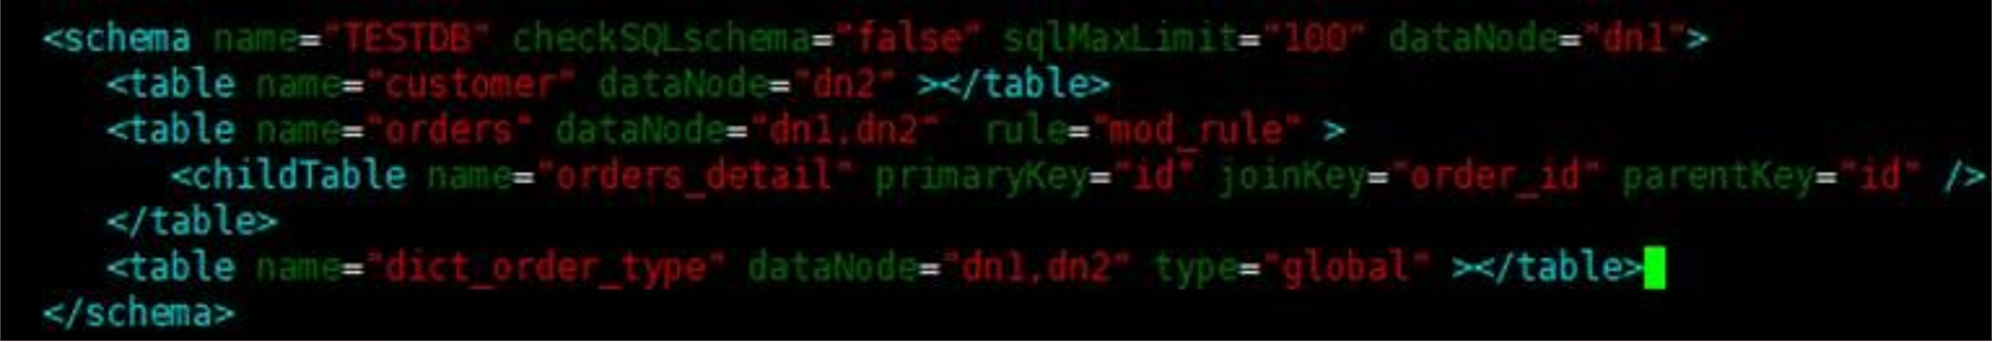 <schema name="TESTDB" checkSQLschema="false" sqlMaxLimit="100" dataNode="dn1">
<table name="customer" dataNode="dn2" ></table>
<table name="orders" dataNode="dn1,dn2"  rule="mod_rule" >
<childTable name="orders_detail" primaryKey="id" joinKey="order_id" parentKey="id" />
</table>
<table name="dict_order_type" dataNode="dn1,dn2" type="global" ></table>
</schema>